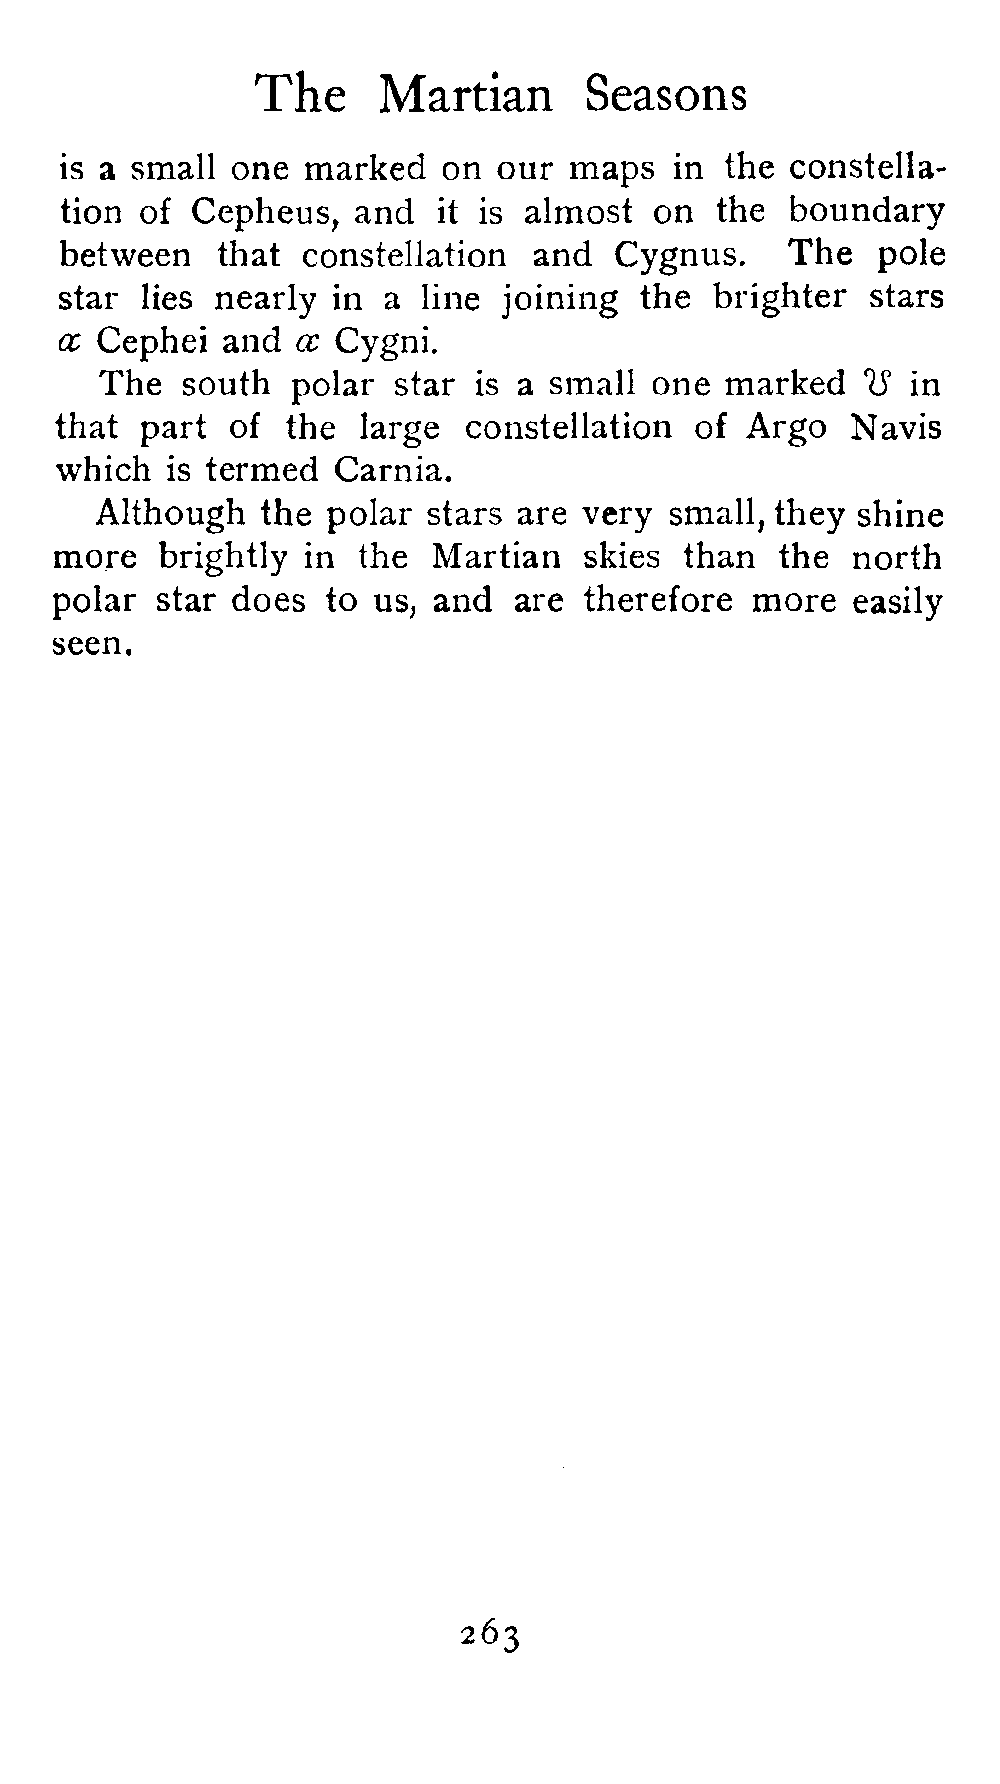 The Martian Seasons
is a small one marked on our maps in the constella-
tion of Cepheus, and it is almost on the boundary
between that constellation and Cygnus. The pole
star lies nearly in a line joining the brighter stars
α Cephei and α Cygni.
The south polar star is a small one marked ϑ in
that part of the large constellation of Argo Navis
which is termed Carnia.
Although the polar stars are very small, they shine
more brightly in the Martian skies than the north
polar star does to us, and are therefore more easily
seen.
263